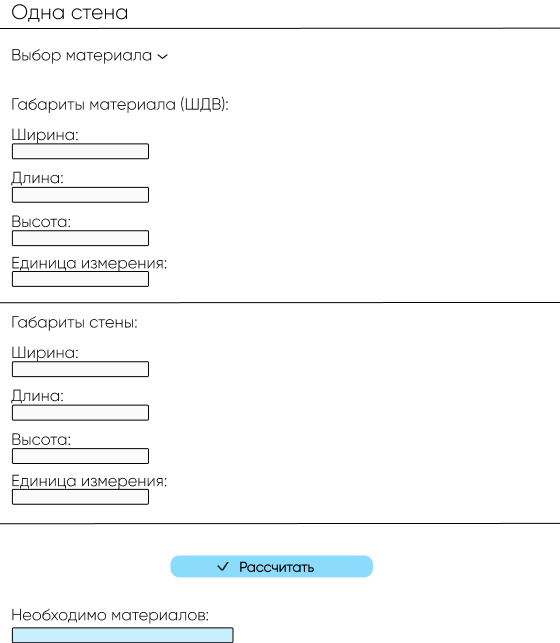 Одна стена
Выбор материала
Габариты материала (ШДВ):
Ширина:
Длина:
Высота:
Единица измерения:
Габариты стены:
Ширина:
Длина:
Высота:
Единица измерения:
Рассчитать
Необходимо материалов: